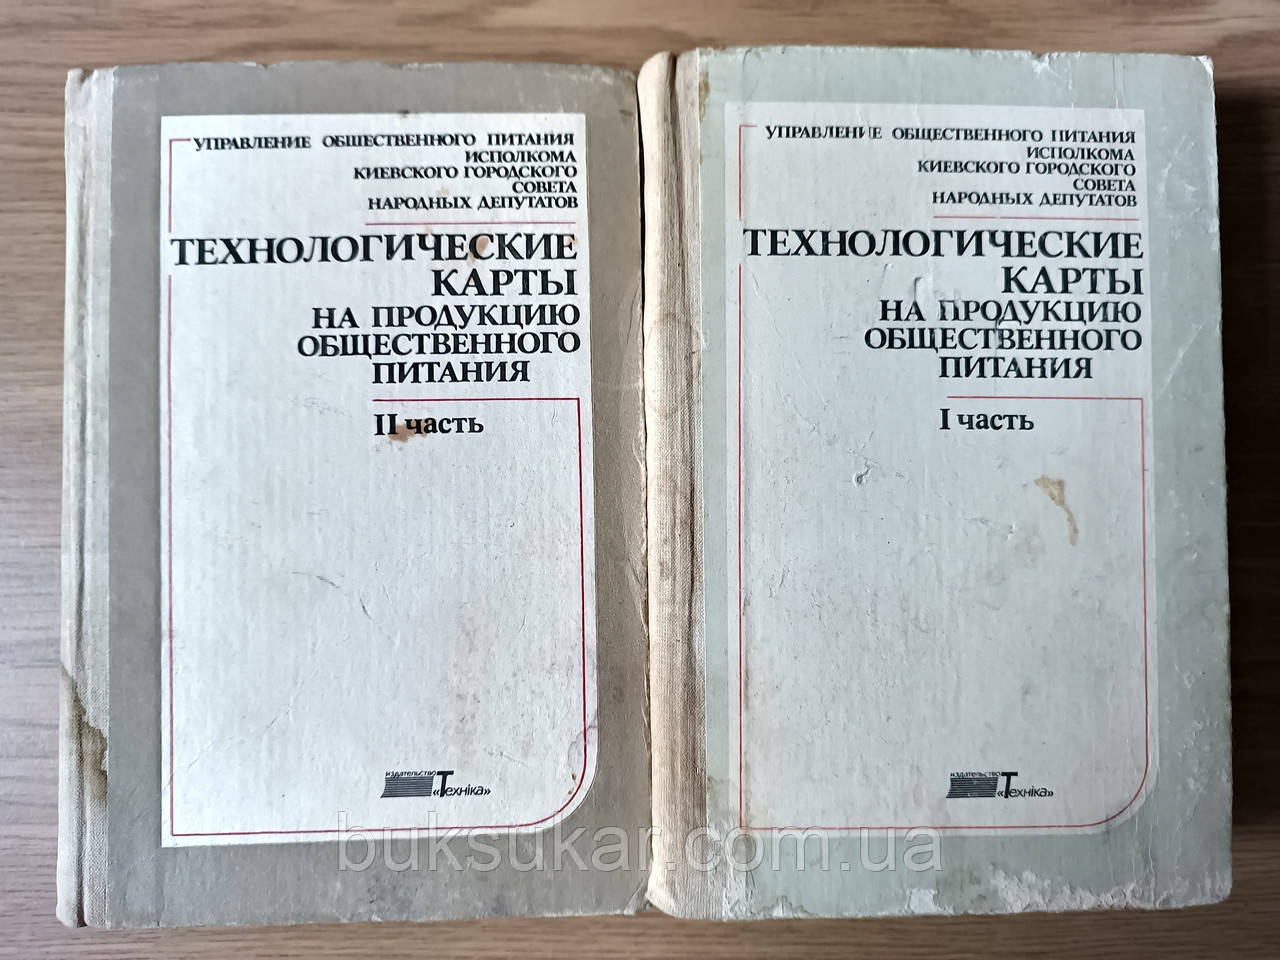 УПРАВЛЕНИЕ ОБЩЕСТВЕННОГО ПИТАНИЯ
ИСПОЛКОМА
КИЕВСКОГО ГОРОДСКОГО
СОВЕТА
НАРОДНЫХ ДЕПУТАТОВ
ТЕХНОЛОГИЧЕСКИЕ
КАРТЫ
НА ПРОДУКЦИЮ
ОБЩЕСТВЕННОГО
ПИТАНИЯ
II часть
издательство
«Техніка»
УПРАВЛЕНИЕ ОБЩЕСТВЕННОГО ПИТАНИЯ
ИСПОЛКОМА
КИЕВСКОГО ГОРОДСКОГО
СОВЕТА
НАРОДНЫХ ДЕПУТАТОВ
ТЕХНОЛОГИЧЕСКИЕ
КАРТЫ
НА ПРОДУКЦИЮ
ОБЩЕСТВЕННОГО
ПИТАНИЯ
I часть
издательство
«Техніка»
buksukar.com.ua